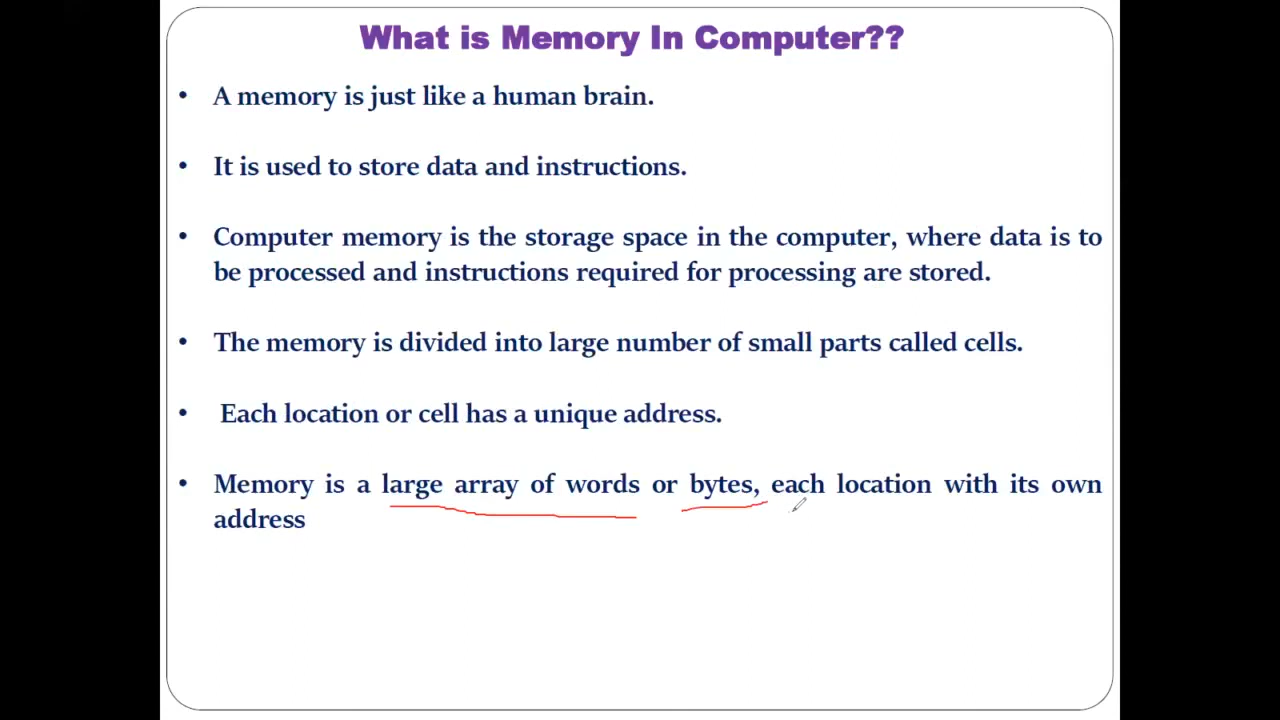 What is Memory In Computer??
• A memory is just like a human brain.
• It is used to store data and instructions.
• Computer memory is the storage space in the computer, where data is to
be processed and instructions required for processing are stored.
• The memory is divided into large number of small parts called cells.
• Each location or cell has a unique address.
• Memory is a large array of words or bytes, each location with its own
address